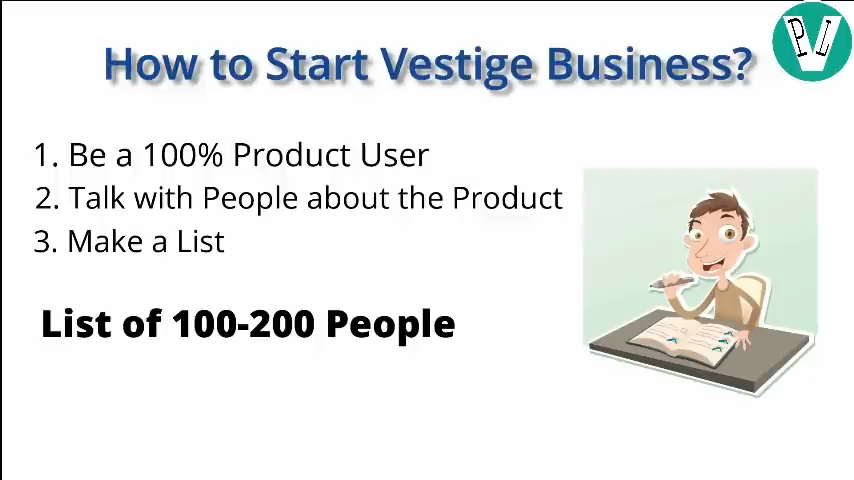 PLV
How to Start Vestige Business?
1. Be a 100% Product User
2. Talk with People about the Product
3. Make a List
List of 100-200 People